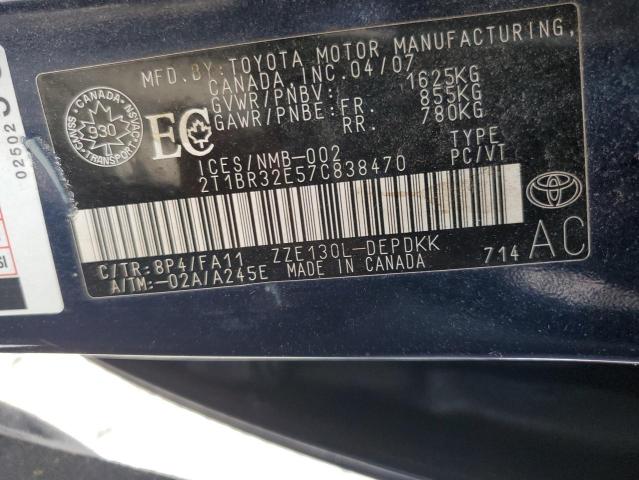 MFD. BY: TOYOTA MOTOR MANUFACTURING,
CANADA, INC. 04/07
GVWR/PNBV: 1625KG
GAWR/PNBE: FR. 855KG
RR. 780KG
CANADA
930
TRANSPORT
EC
ICES/NMB-002
TYPE
PC/VT
2T1BR32E57C838470
C/TR: 8P4/FA11 ZZE130L-DEPDKK
A/TM: -02A/A245E MADE IN CANADA
714 AC
02502